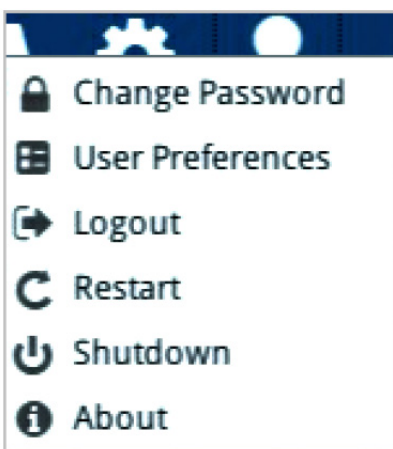 Change Password
User Preferences
Logout
Restart
Shutdown
About